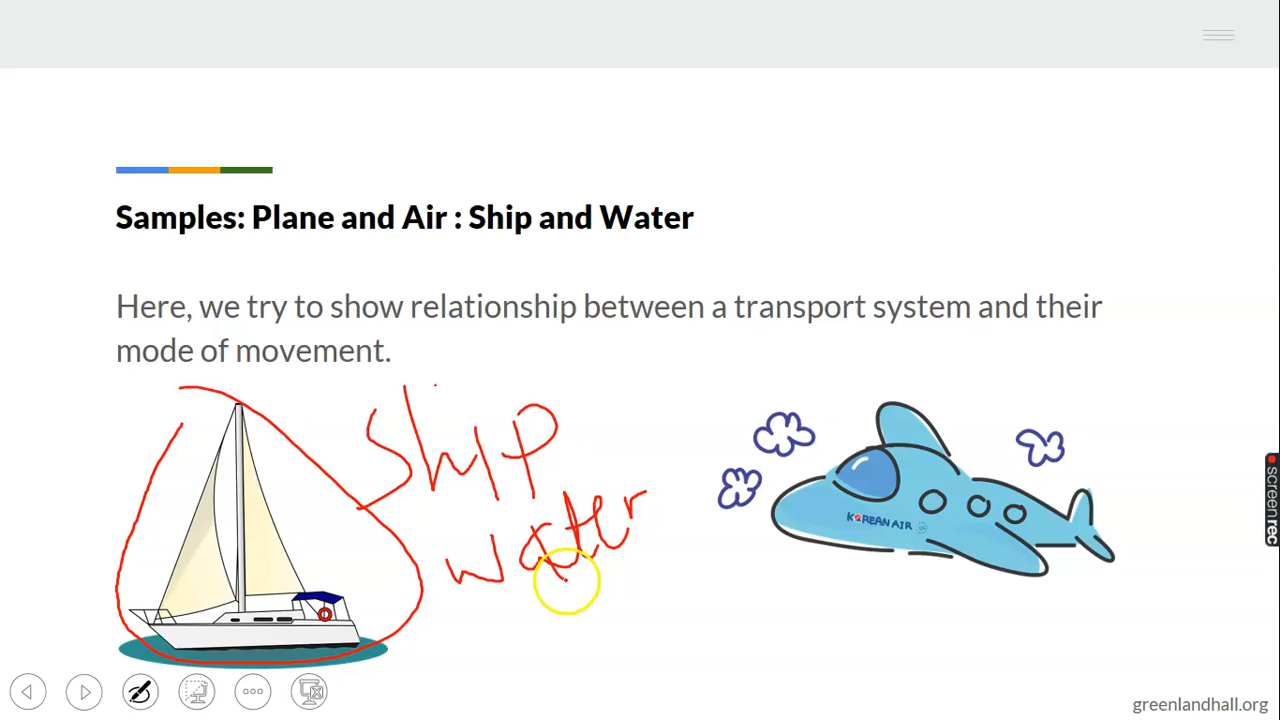 Samples: Plane and Air : Ship and Water
Here, we try to show relationship between a transport system and their
mode of movement.
Ship
water
KOREAN AIR
SCREENREC
greenlandhall.org